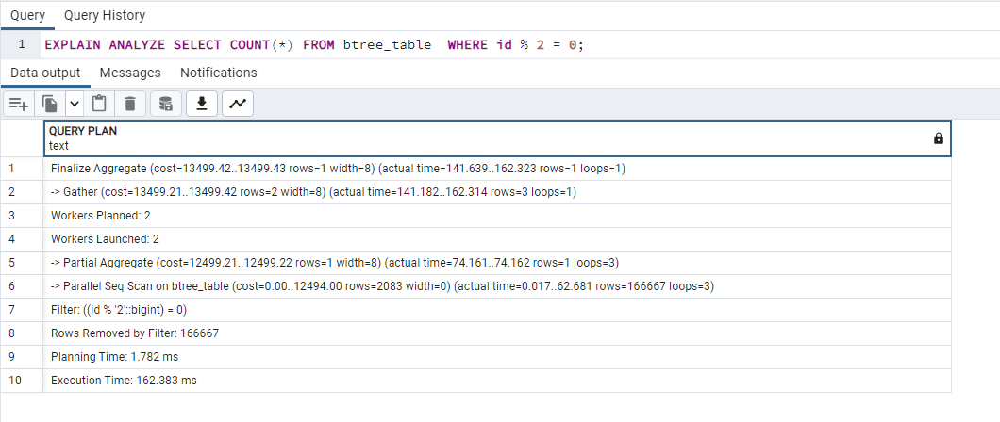 Query Query History
1 EXPLAIN ANALYZE SELECT COUNT(*) FROM btree_table  WHERE id % 2 = 0;
Data output Messages Notifications
QUERY PLAN
text
1 Finalize Aggregate (cost=13499.42..13499.43 rows=1 width=8) (actual time=141.639..162.323 rows=1 loops=1)
2 -> Gather (cost=13499.21..13499.42 rows=2 width=8) (actual time=141.182..162.314 rows=3 loops=1)
3 Workers Planned: 2
4 Workers Launched: 2
5 -> Partial Aggregate (cost=12499.21..12499.22 rows=1 width=8) (actual time=74.161..74.162 rows=1 loops=3)
6 -> Parallel Seq Scan on btree_table (cost=0.00..12494.00 rows=2083 width=0) (actual time=0.017..62.681 rows=166667 loops=3)
7 Filter: ((id % '2'::bigint) = 0)
8 Rows Removed by Filter: 166667
9 Planning Time: 1.782 ms
10 Execution Time: 162.383 ms